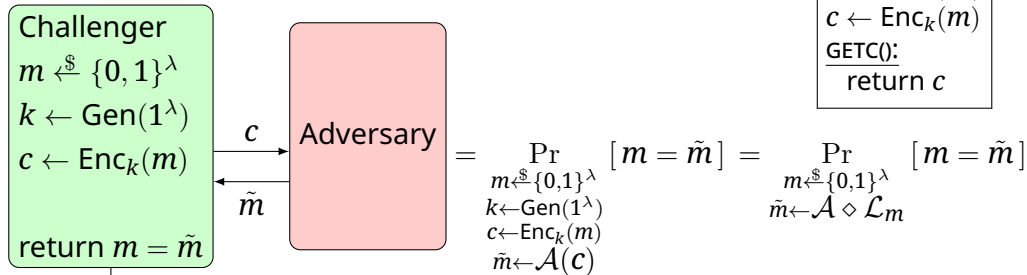 Challenger
m ←$ {0, 1}^λ
k ← Gen(1^λ)
c ← Enc_k(m)
return m = m̃
c
m̃
Adversary
= Pr [ m = m̃ ] = Pr [ m = m̃ ]
m←${0,1}^λ
k←Gen(1^λ)
c←Enc_k(m)
m̃←𝒜(c)
m←${0,1}^λ
m̃←𝒜 ⋄ ℒ_m
c ← Enc_k(m)
GETC():
return c